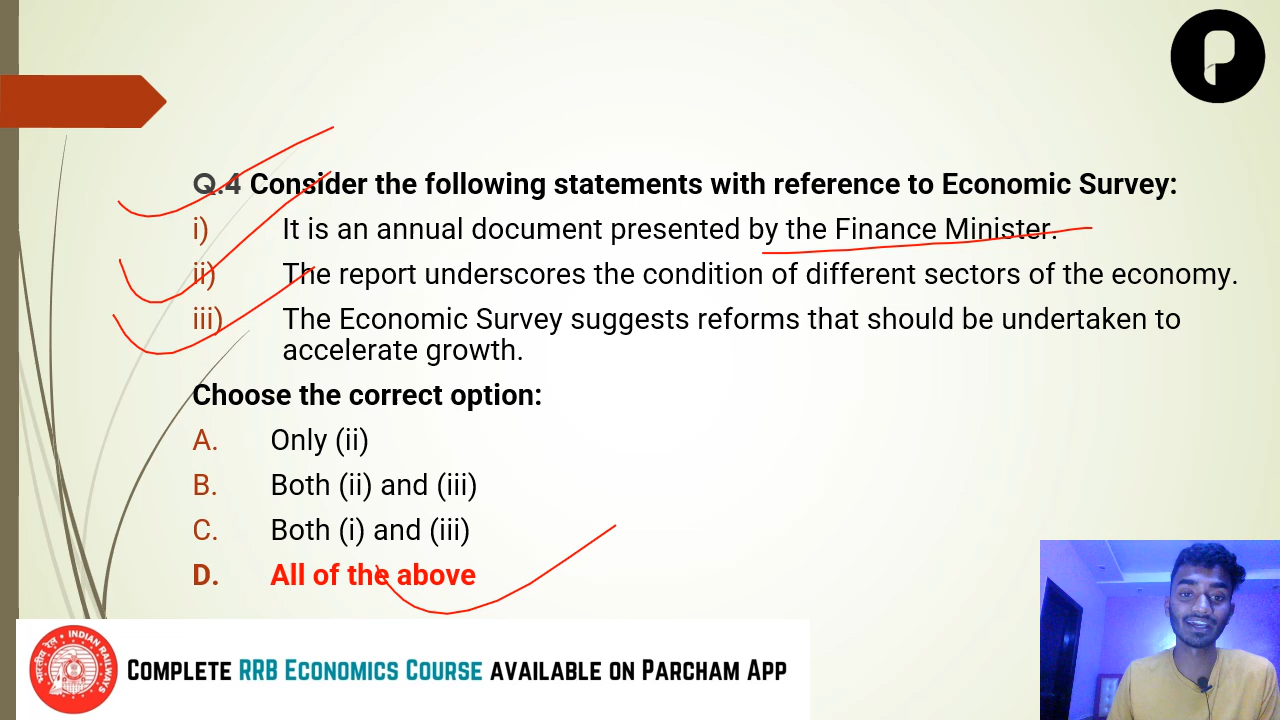 Q.4 Consider the following statements with reference to Economic Survey:
i) It is an annual document presented by the Finance Minister.
ii) The report underscores the condition of different sectors of the economy.
iii) The Economic Survey suggests reforms that should be undertaken to
accelerate growth.
Choose the correct option:
A. Only (ii)
B. Both (ii) and (iii)
C. Both (i) and (iii)
D. All of the above
भारतीय रेल • INDIAN RAILWAYS
Complete RRB Economics Course available on Parcham App